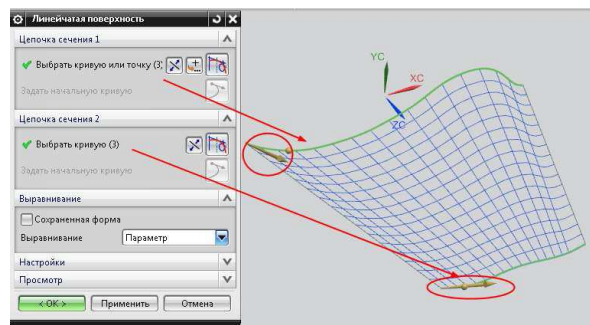 Линейчатая поверхность
Цепочка сечения 1
Выбрать кривую или точку (3)
Задать начальную кривую
Цепочка сечения 2
Выбрать кривую (3)
Задать начальную кривую
Выравнивание
Сохраненная форма
Выравнивание Параметр
Настройки
Просмотр
< ОК > Применить Отмена
YC
XC
ZC